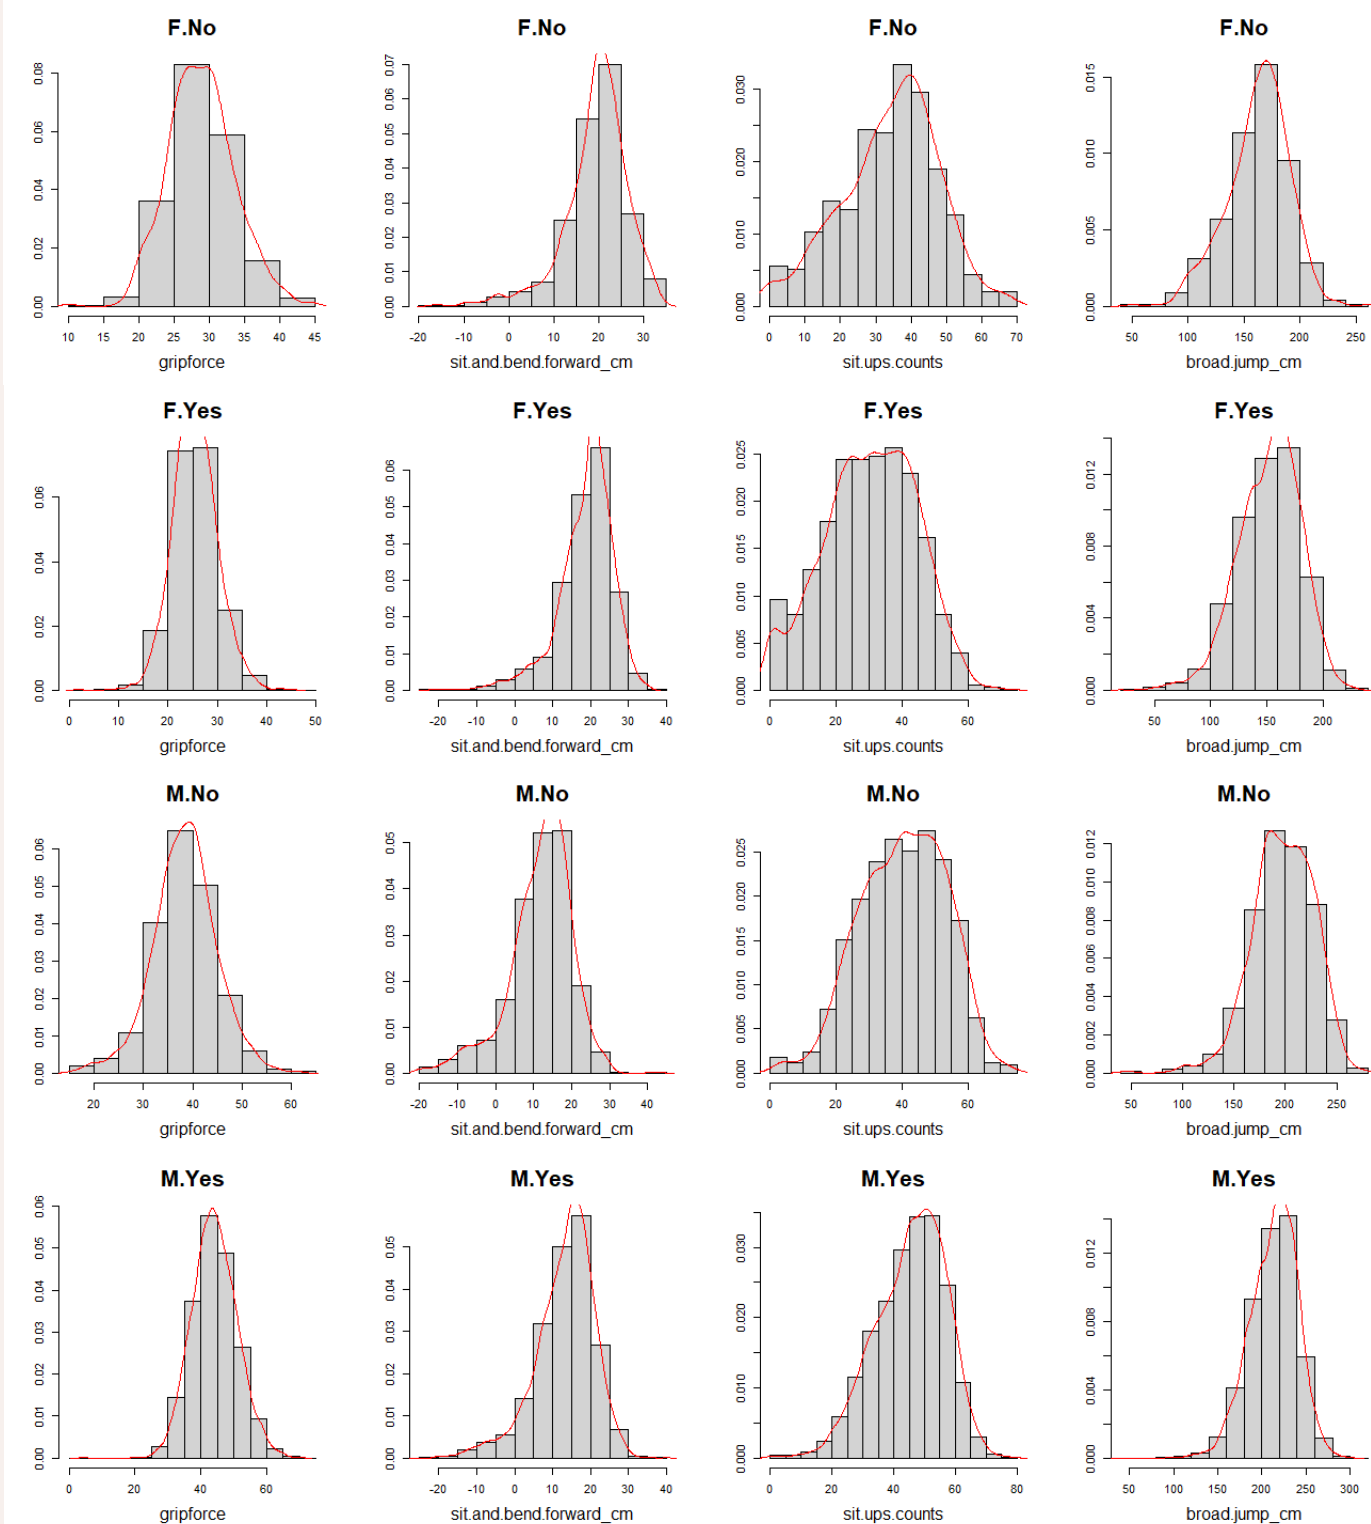 F.No F.No F.No F.No
0.00 0.02 0.04 0.06 0.08
10 15 20 25 30 35 40 45
gripforce
0.00 0.01 0.02 0.03 0.04 0.05 0.06 0.07
-20 -10 0 10 20 30
sit.and.bend.forward_cm
0.000 0.010 0.020 0.030
0 10 20 30 40 50 60 70
sit.ups.counts
0.000 0.005 0.010 0.015
50 100 150 200 250
broad.jump_cm
F.Yes F.Yes F.Yes F.Yes
0.00 0.02 0.04 0.06
0 10 20 30 40 50
gripforce
0.00 0.01 0.02 0.03 0.04 0.05 0.06
-20 -10 0 10 20 30 40
sit.and.bend.forward_cm
0.000 0.005 0.010 0.015 0.020 0.025
0 20 40 60
sit.ups.counts
0.000 0.004 0.008 0.012
50 100 150 200
broad.jump_cm
M.No M.No M.No M.No
0.00 0.01 0.02 0.03 0.04 0.05 0.06
20 30 40 50 60
gripforce
0.00 0.01 0.02 0.03 0.04 0.05
-20 -10 0 10 20 30 40
sit.and.bend.forward_cm
0.000 0.005 0.010 0.015 0.020 0.025
0 20 40 60
sit.ups.counts
0.000 0.002 0.004 0.006 0.008 0.010 0.012
50 100 150 200 250
broad.jump_cm
M.Yes M.Yes M.Yes M.Yes
0.00 0.01 0.02 0.03 0.04 0.05 0.06
0 20 40 60
gripforce
0.00 0.01 0.02 0.03 0.04 0.05
-20 -10 0 10 20 30 40
sit.and.bend.forward_cm
0.000 0.010 0.020 0.030
0 20 40 60 80
sit.ups.counts
0.000 0.004 0.008 0.012
50 100 150 200 250 300
broad.jump_cm